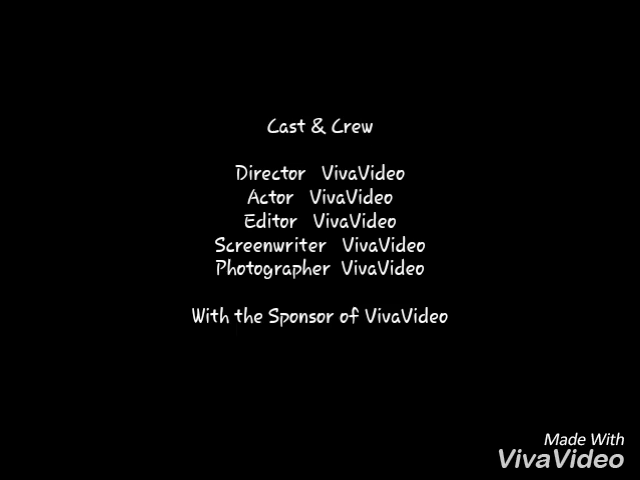 Cast & Crew
Director VivaVideo
Actor VivaVideo
Editor VivaVideo
Screenwriter VivaVideo
Photographer VivaVideo
With the Sponsor of VivaVideo
Made With
VivaVideo